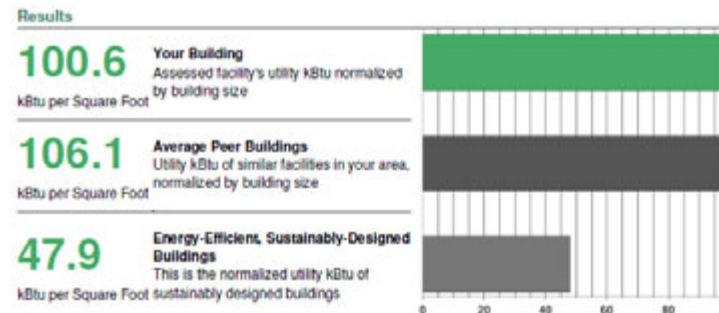 Results
100.6
Your Building
Assessed facility's utility kBtu normalized
by building size
kBtu per Square Foot
106.1
Average Peer Buildings
Utility kBtu of similar facilities in your area,
normalized by building size
kBtu per Square Foot
47.9
Energy-Efficient, Sustainably-Designed
Buildings
This is the normalized utility kBtu of
sustainably designed buildings
kBtu per Square Foot
0 20 40 60 80